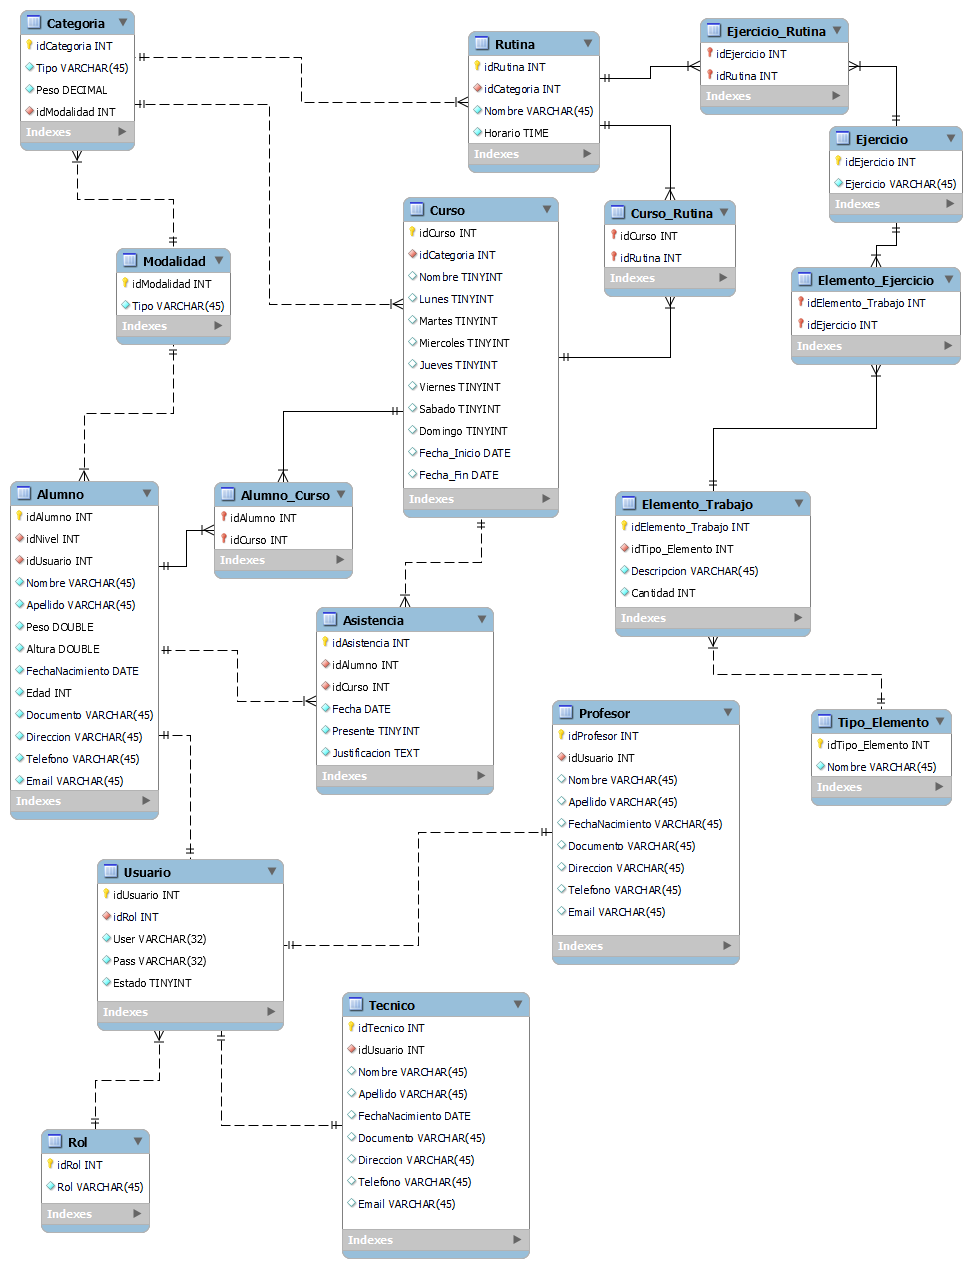 Categoria
idCategoria INT
Tipo VARCHAR(45)
Peso DECIMAL
idModalidad INT
Indexes
Rutina
idRutina INT
idCategoria INT
Nombre VARCHAR(45)
Horario TIME
Indexes
Ejercicio_Rutina
idEjercicio INT
idRutina INT
Indexes
Ejercicio
idEjercicio INT
Ejercicio VARCHAR(45)
Indexes
Curso
idCurso INT
idCategoria INT
Nombre TINYINT
Lunes TINYINT
Martes TINYINT
Miercoles TINYINT
Jueves TINYINT
Viernes TINYINT
Sabado TINYINT
Domingo TINYINT
Fecha_Inicio DATE
Fecha_Fin DATE
Indexes
Curso_Rutina
idCurso INT
idRutina INT
Indexes
Modalidad
idModalidad INT
Tipo VARCHAR(45)
Indexes
Elemento_Ejercicio
idElemento_Trabajo INT
idEjercicio INT
Indexes
Alumno
idAlumno INT
idNivel INT
idUsuario INT
Nombre VARCHAR(45)
Apellido VARCHAR(45)
Peso DOUBLE
Altura DOUBLE
FechaNacimiento DATE
Edad INT
Documento VARCHAR(45)
Direccion VARCHAR(45)
Telefono VARCHAR(45)
Email VARCHAR(45)
Indexes
Alumno_Curso
idAlumno INT
idCurso INT
Indexes
Elemento_Trabajo
idElemento_Trabajo INT
idTipo_Elemento INT
Descripcion VARCHAR(45)
Cantidad INT
Indexes
Asistencia
idAsistencia INT
idAlumno INT
idCurso INT
Fecha DATE
Presente TINYINT
Justificacion TEXT
Indexes
Profesor
idProfesor INT
idUsuario INT
Nombre VARCHAR(45)
Apellido VARCHAR(45)
FechaNacimiento VARCHAR(45)
Documento VARCHAR(45)
Direccion VARCHAR(45)
Telefono VARCHAR(45)
Email VARCHAR(45)
Indexes
Tipo_Elemento
idTipo_Elemento INT
Nombre VARCHAR(45)
Indexes
Usuario
idUsuario INT
idRol INT
User VARCHAR(32)
Pass VARCHAR(32)
Estado TINYINT
Indexes
Tecnico
idTecnico INT
idUsuario INT
Nombre VARCHAR(45)
Apellido VARCHAR(45)
FechaNacimiento DATE
Documento VARCHAR(45)
Direccion VARCHAR(45)
Telefono VARCHAR(45)
Email VARCHAR(45)
Indexes
Rol
idRol INT
Rol VARCHAR(45)
Indexes